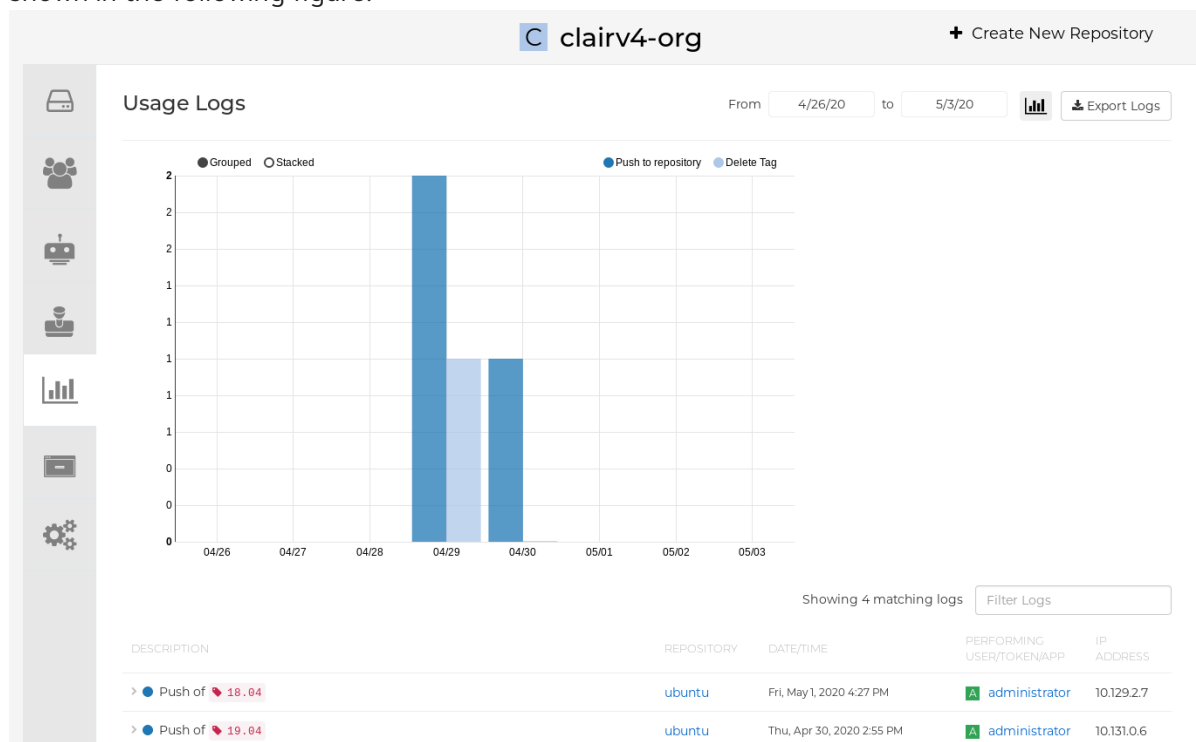 shown in the following figure.
C clairv4-org
+ Create New Repository
Usage Logs
From 4/26/20 to 5/3/20 Export Logs
Grouped Stacked Push to repository Delete Tag
2
2
2
1
1
1
1
1
0
0
0
04/26 04/27 04/28 04/29 04/30 05/01 05/02 05/03
Showing 4 matching logs Filter Logs
DESCRIPTION REPOSITORY DATE/TIME PERFORMING USER/TOKEN/APP IP ADDRESS
Push of 18.04 ubuntu Fri, May 1, 2020 4:27 PM A administrator 10.129.2.7
Push of 19.04 ubuntu Thu, Apr 30, 2020 2:55 PM A administrator 10.131.0.6